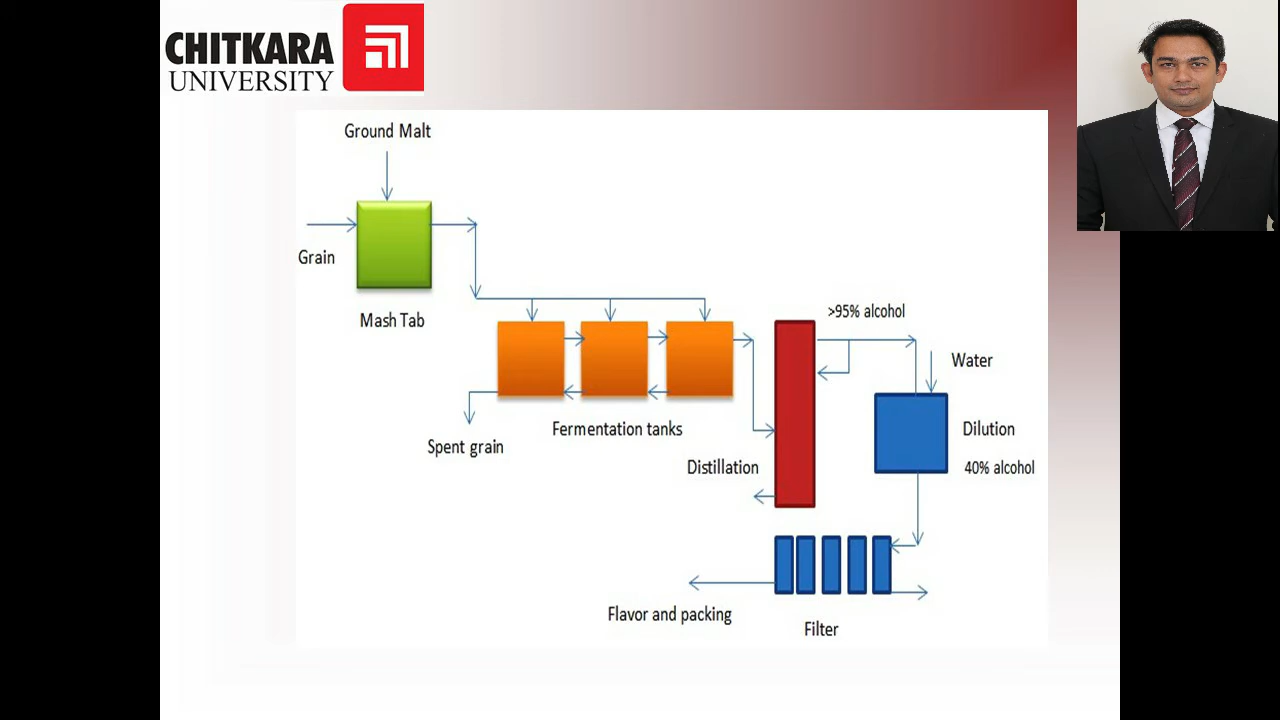 CHITKARA
UNIVERSITY
Ground Malt
Grain
Mash Tab
>95% alcohol
Water
Fermentation tanks
Dilution
Spent grain
Distillation
40% alcohol
Flavor and packing
Filter